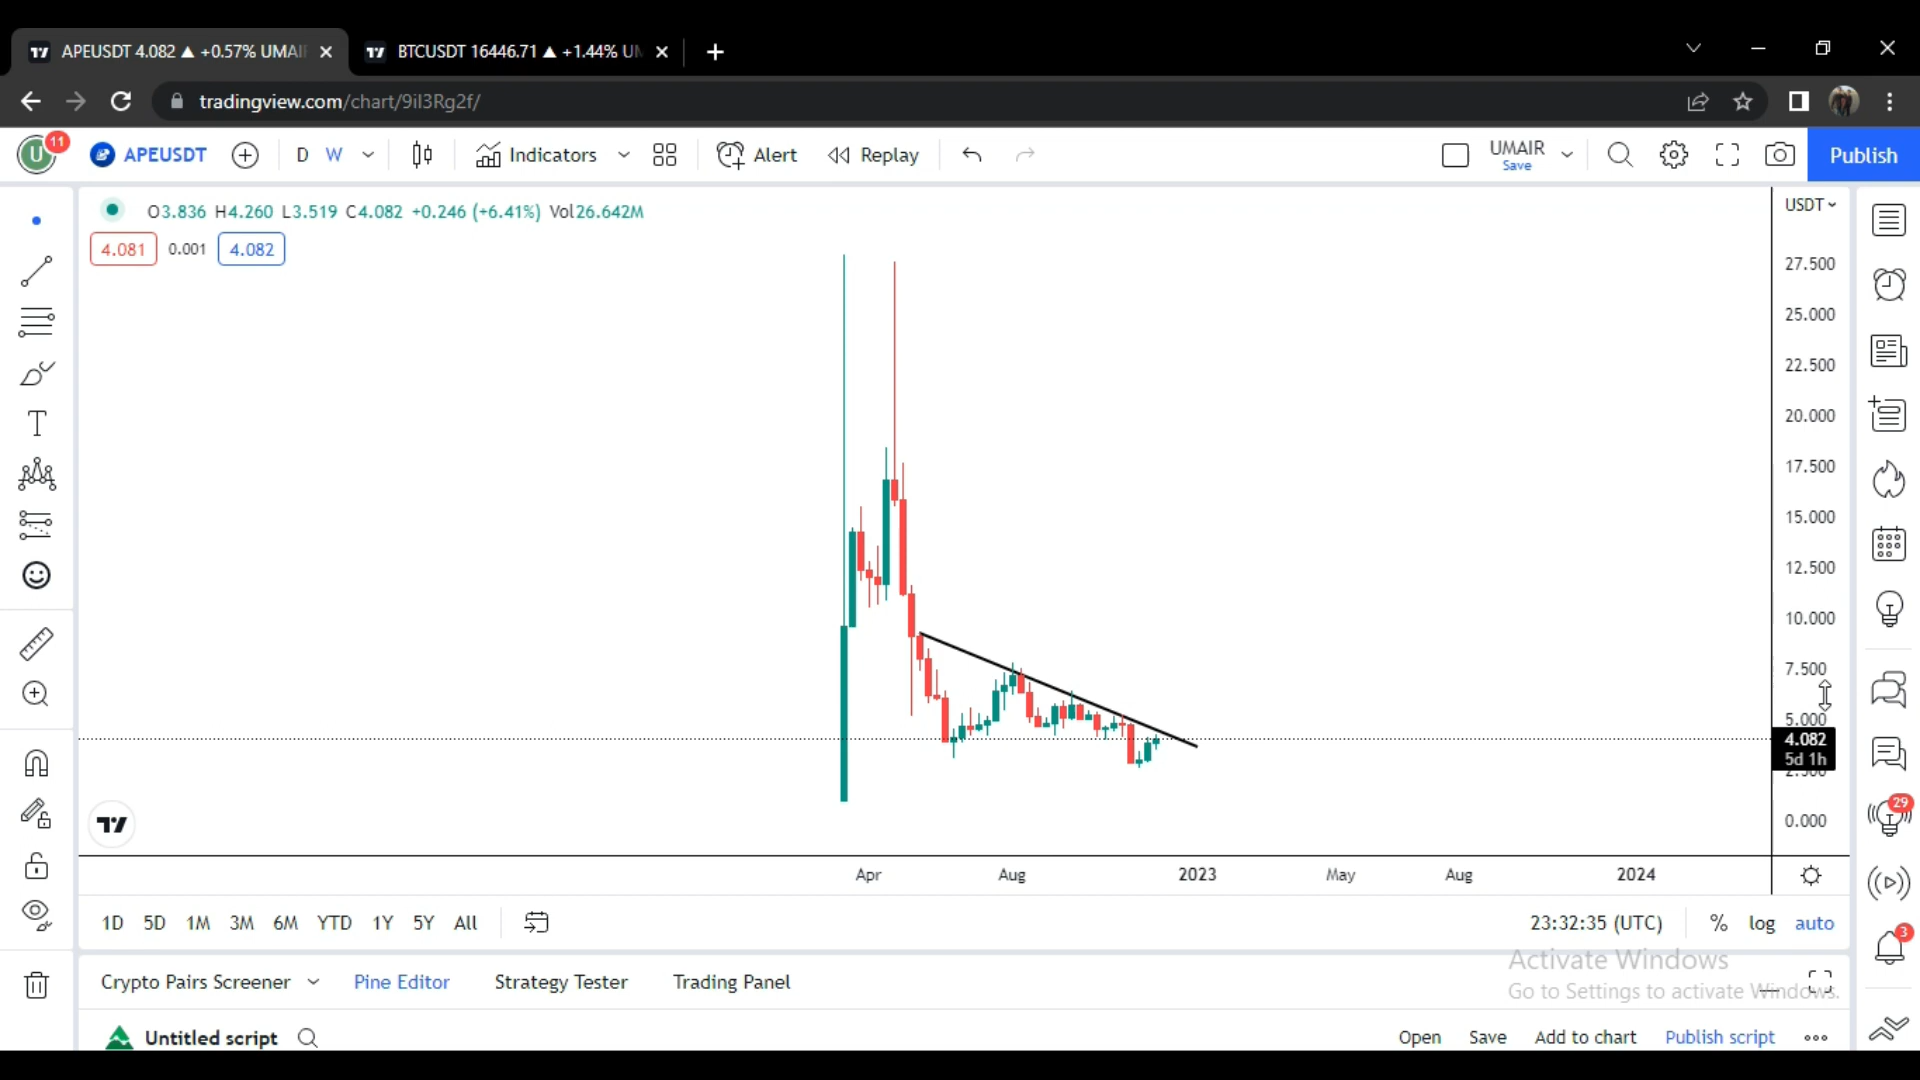 APEUSDT 4.082 ▲ +0.57% UMAI
BTCUSDT 16446.71 ▲ +1.44% UM
tradingview.com/chart/9il3Rg2f/
U 11 APEUSDT D W Indicators Alert Replay UMAIR Save Publish
O3.836 H4.260 L3.519 C4.082 +0.246 (+6.41%) Vol26.642M
4.081 0.001 4.082
USDT
27.500
25.000
22.500
20.000
17.500
15.000
12.500
10.000
7.500
5.000
4.082
5d 1h
2.500
0.000
29
3
Apr Aug 2023 May Aug 2024
1D 5D 1M 3M 6M YTD 1Y 5Y All 23:32:35 (UTC) % log auto
Activate Windows
Go to Settings to activate Windows.
Crypto Pairs Screener Pine Editor Strategy Tester Trading Panel
Untitled script Open Save Add to chart Publish script